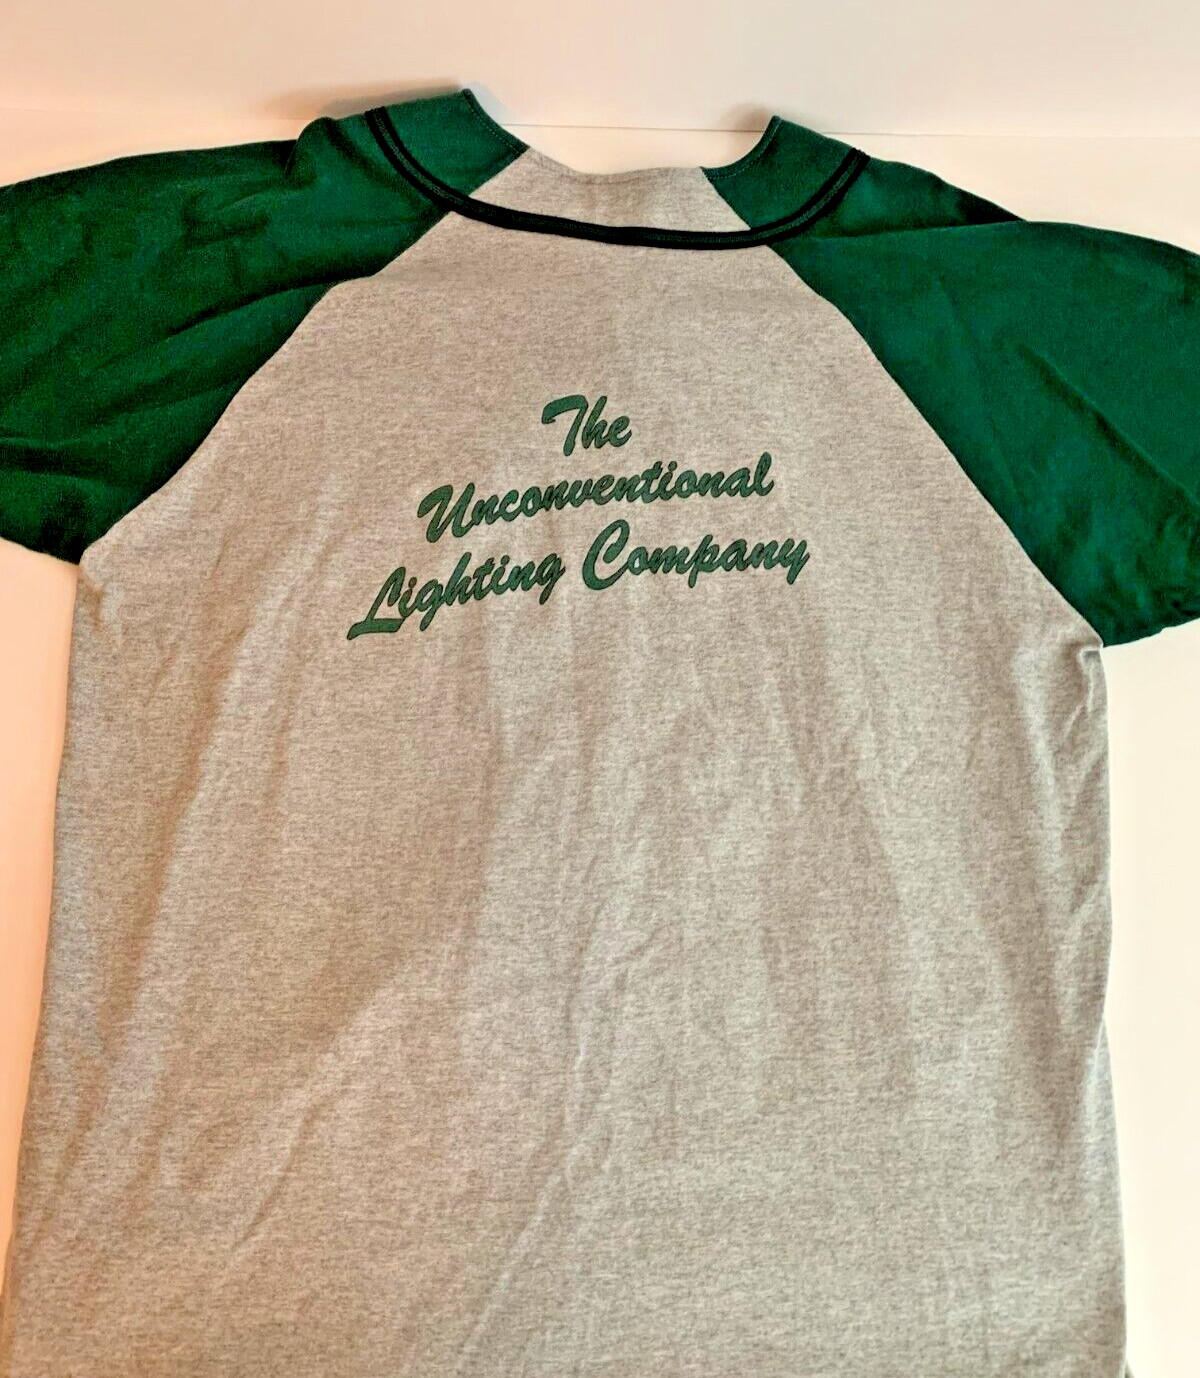 The
Unconventional
Lighting Company